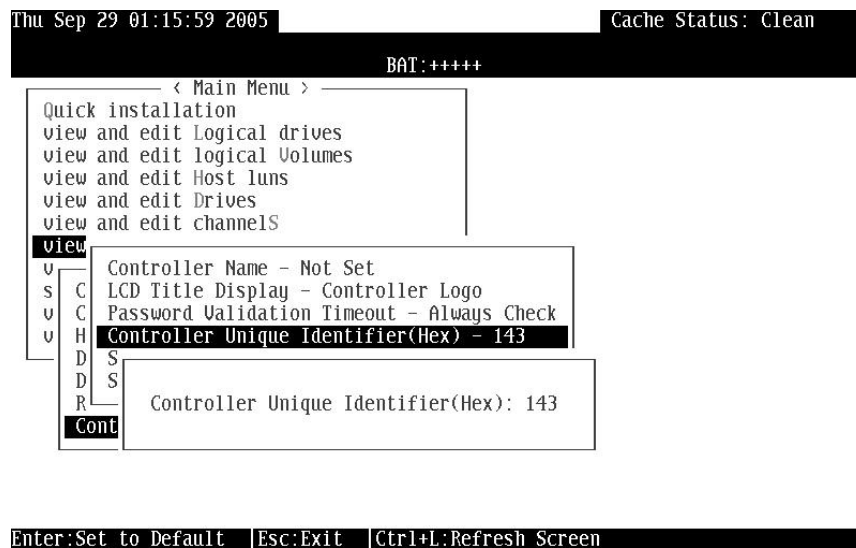 Thu Sep 29 01:15:59 2005 Cache Status: Clean
BAT:+++++
< Main Menu >
Quick installation
view and edit Logical drives
view and edit logical Volumes
view and edit Host luns
view and edit Drives
view and edit channelS
view
v Controller Name - Not Set
s C LCD Title Display - Controller Logo
v C Password Validation Timeout - Always Check
v H Controller Unique Identifier(Hex) - 143
D S
D S
R Controller Unique Identifier(Hex): 143
Cont
Enter:Set to Default |Esc:Exit |Ctrl+L:Refresh Screen